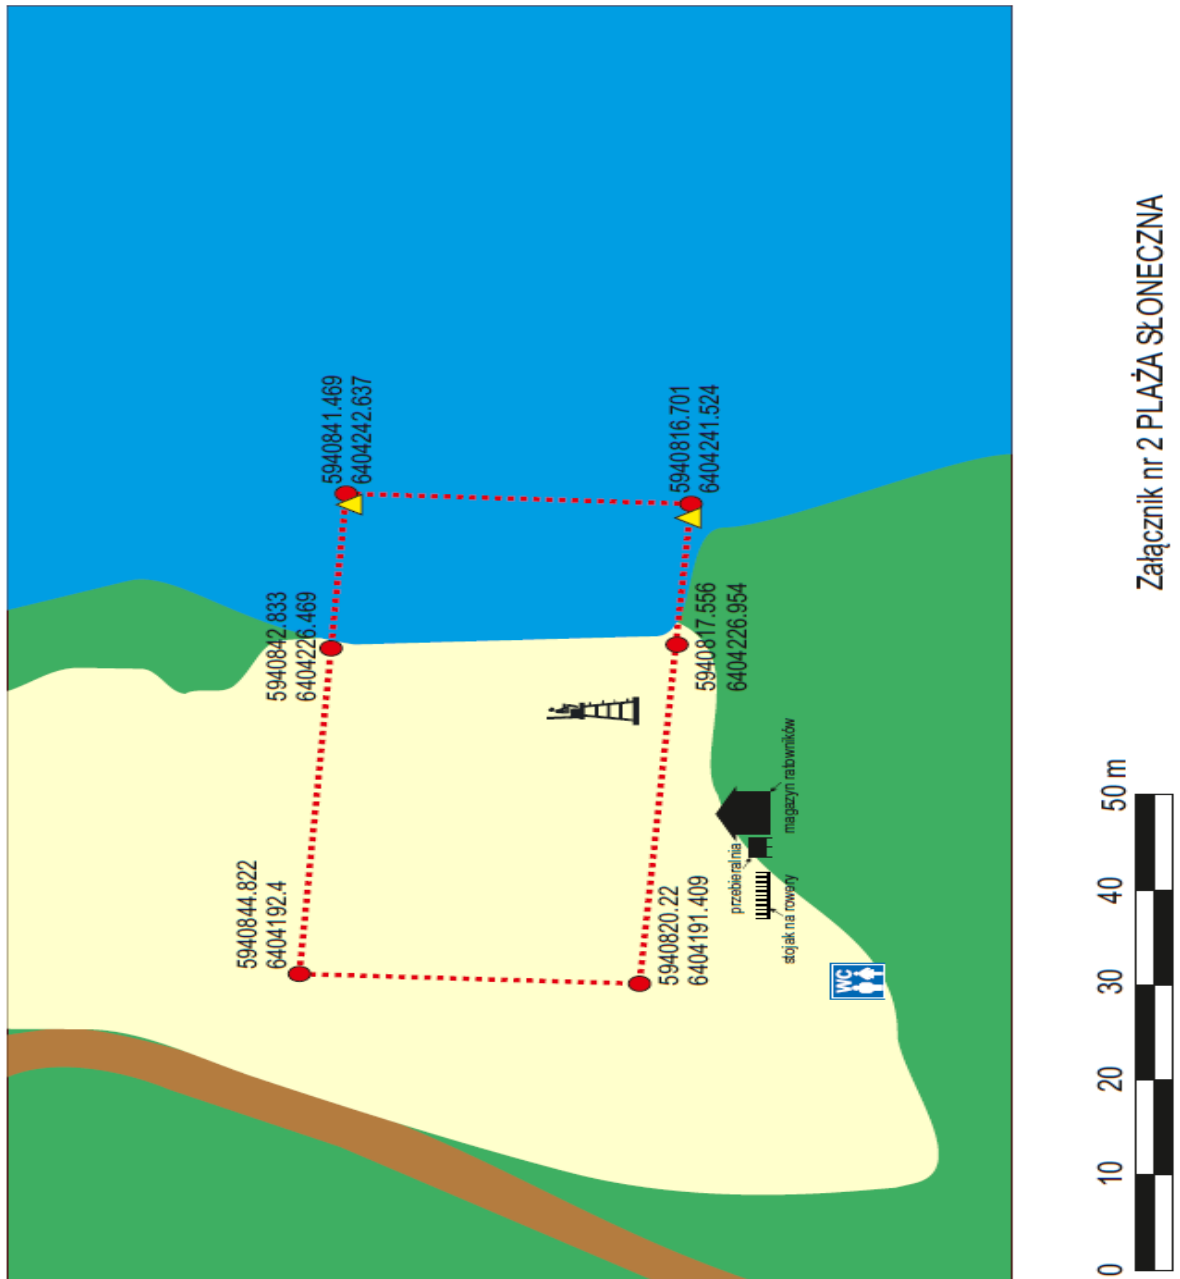 5940844.822
6404192.4
5940842.833
6404226.469
5940841.469
6404242.637
5940820.22
6404191.409
5940817.556
6404226.954
5940816.701
6404241.524
przebieralnia
stojak na rowery
magazyn ratowników
WC
0 10 20 30 40 50 m
Załącznik nr 2 PLAŻA SŁONECZNA